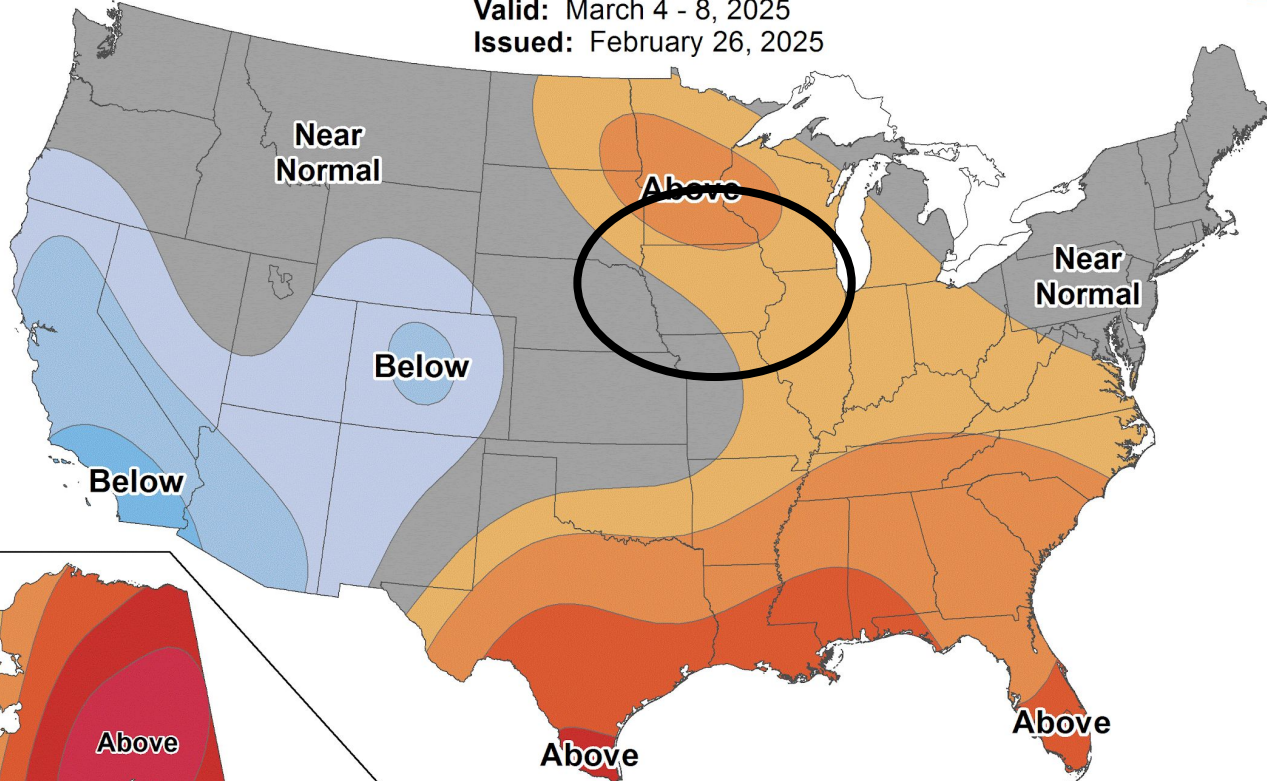 Valid: March 4 - 8, 2025
Issued: February 26, 2025
Near
Normal
Above
Near
Normal
Below
Below
Above
Above
Above